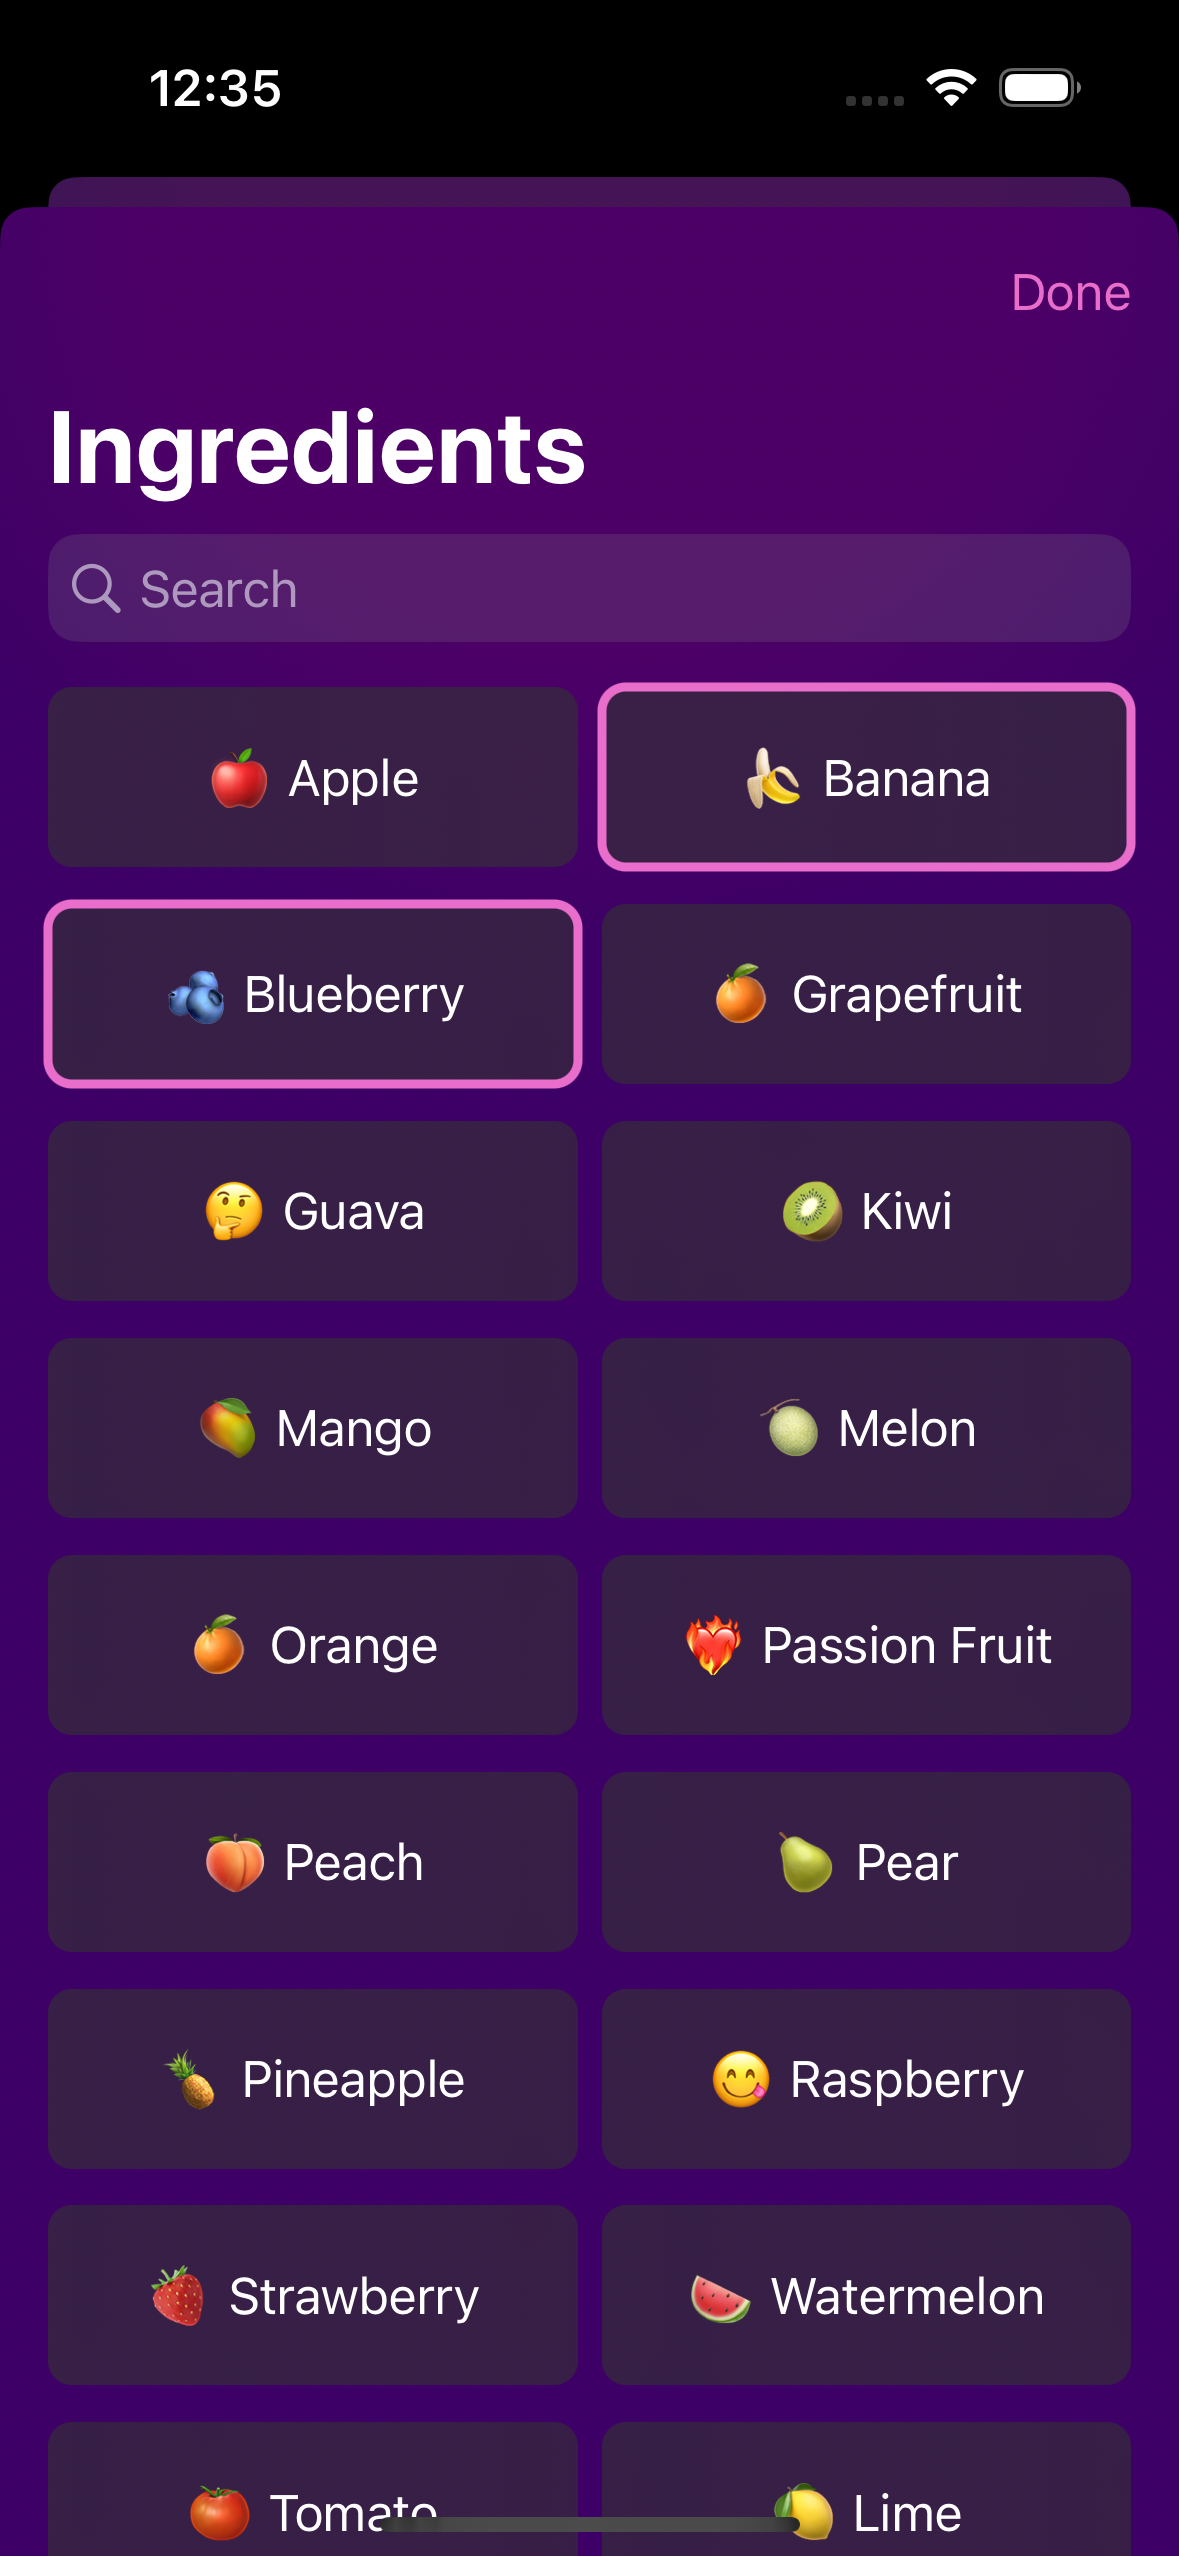 12:35
Done
Ingredients
Search
Apple
Banana
Blueberry
Grapefruit
Guava
Kiwi
Mango
Melon
Orange
Passion Fruit
Peach
Pear
Pineapple
Raspberry
Strawberry
Watermelon
Tomato
Lime